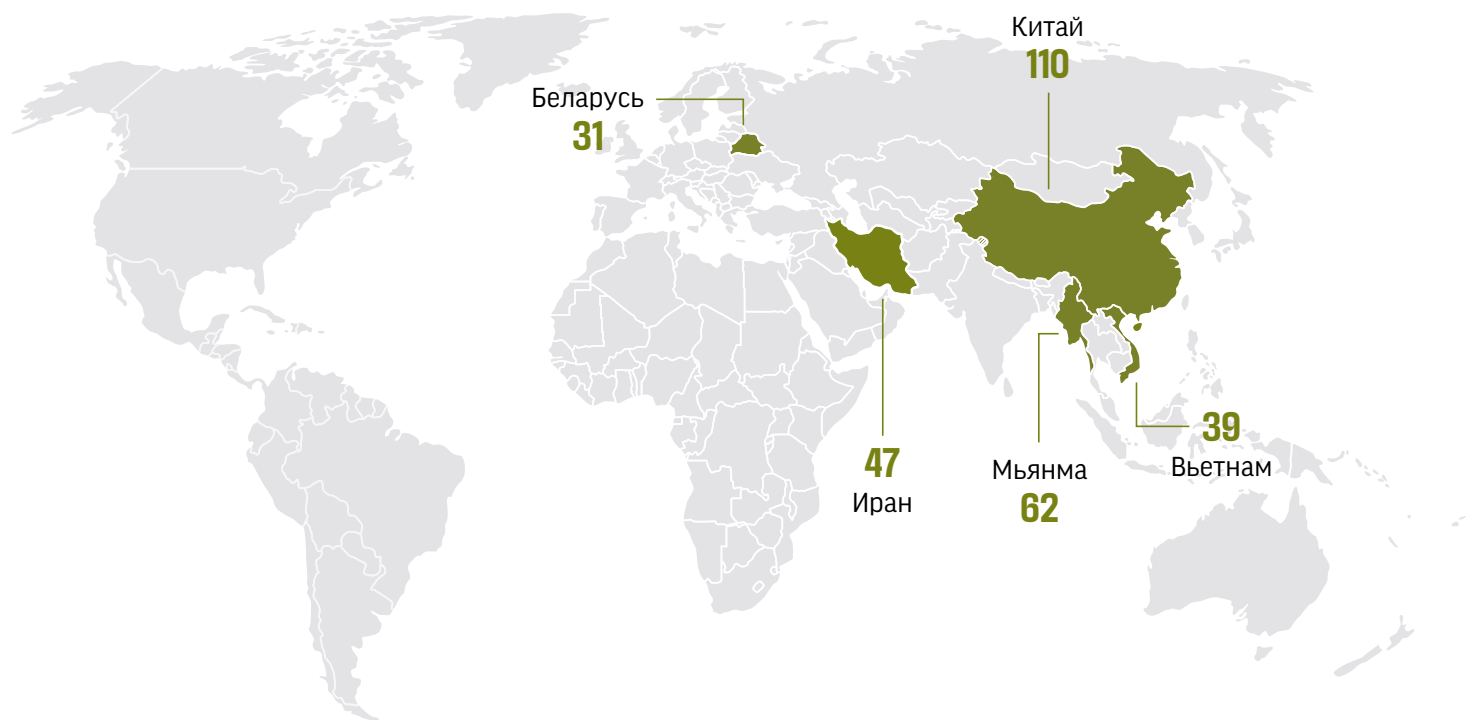 Китай
110
Беларусь
31
47
Иран
Мьянма
62
39
Вьетнам